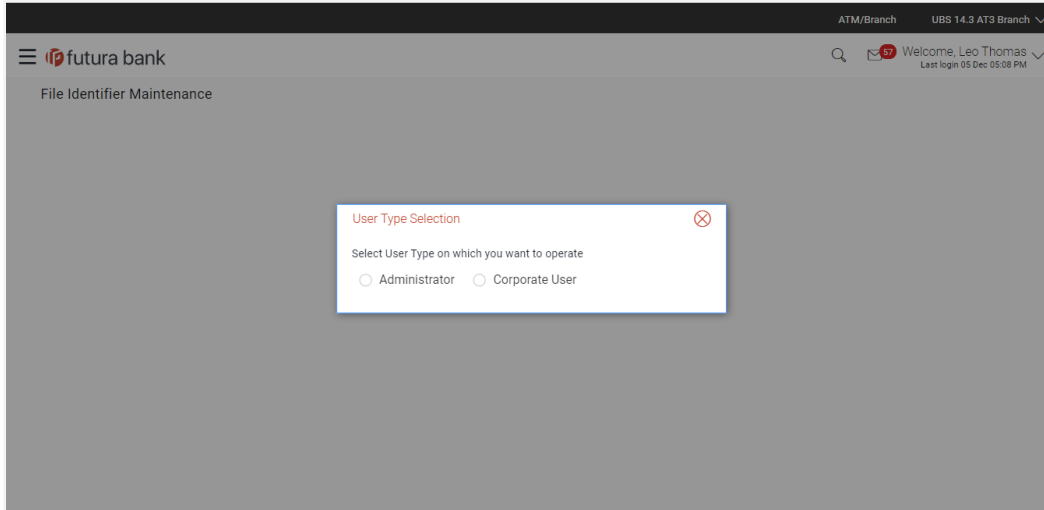 ATM/Branch UBS 14.3 AT3 Branch
futura bank
57
Welcome, Leo Thomas
Last login 05 Dec 05:08 PM
File Identifier Maintenance
User Type Selection
Select User Type on which you want to operate
Administrator Corporate User